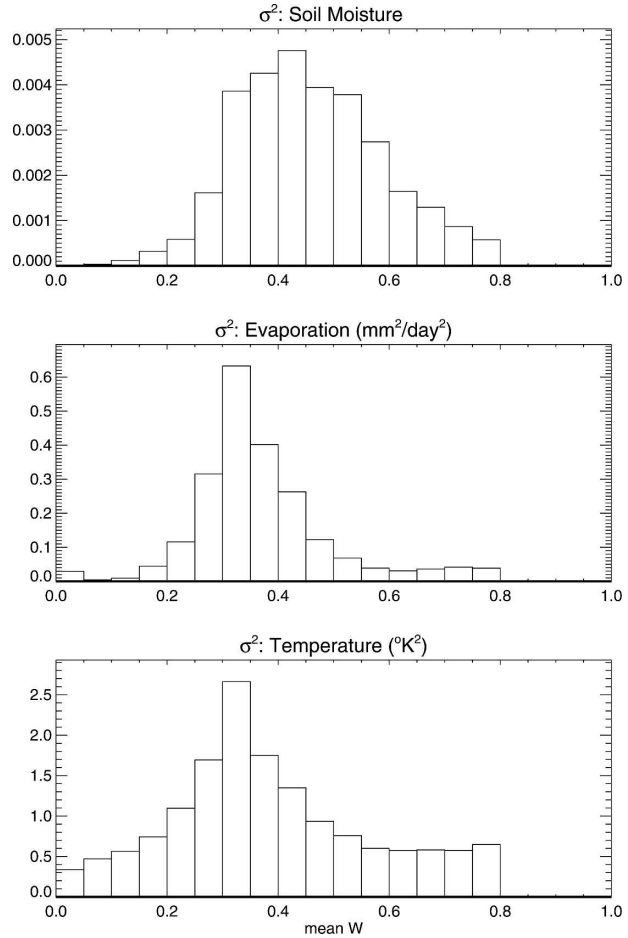 σ²: Soil Moisture
0.005
0.004
0.003
0.002
0.001
0.000
0.0 0.2 0.4 0.6 0.8 1.0
σ²: Evaporation (mm²/day²)
0.6
0.5
0.4
0.3
0.2
0.1
0.0
0.0 0.2 0.4 0.6 0.8 1.0
σ²: Temperature (°K²)
2.5
2.0
1.5
1.0
0.5
0.0
0.0 0.2 0.4 0.6 0.8 1.0
mean W